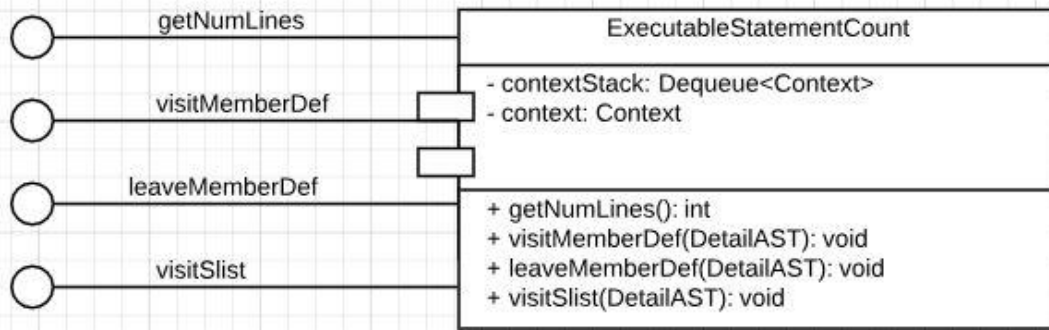 getNumLines
ExecutableStatementCount
- contextStack: Dequeue<Context>
visitMemberDef
- context: Context
leaveMemberDef
+ getNumLines(): int
+ visitMemberDef(DetailAST): void
visitSlist
+ leaveMemberDef(DetailAST): void
+ visitSlist(DetailAST): void